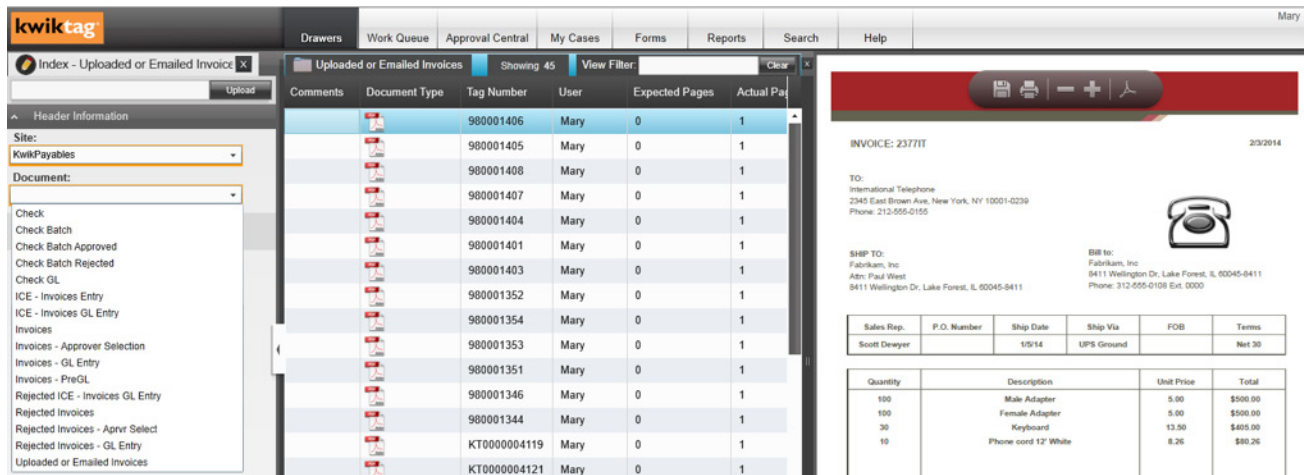 kwiktag
Mary
Drawers Work Queue Approval Central My Cases Forms Reports Search Help
Index - Uploaded or Emailed Invoice X
Upload
Header Information
Site:
KwikPayables
Document:
Check
Check Batch
Check Batch Approved
Check Batch Rejected
Check GL
ICE - Invoices Entry
ICE - Invoices GL Entry
Invoices
Invoices - Approver Selection
Invoices - GL Entry
Invoices - PreGL
Rejected ICE - Invoices GL Entry
Rejected Invoices
Rejected Invoices - Aprvr Select
Rejected Invoices - GL Entry
Uploaded or Emailed Invoices
Uploaded or Emailed Invoices Showing 45 View Filter: Clear x
Comments Document Type Tag Number User Expected Pages Actual Pag
980001406 Mary 0 1
980001405 Mary 0 1
980001408 Mary 0 1
980001407 Mary 0 1
980001404 Mary 0 1
980001401 Mary 0 1
980001403 Mary 0 1
980001352 Mary 0 1
980001354 Mary 0 1
980001353 Mary 0 1
980001351 Mary 0 1
980001346 Mary 0 1
980001344 Mary 0 1
KT0000004119 Mary 0 1
KT0000004121 Mary 0 1
INVOICE: 2377IT 2/3/2014
TO:
International Telephone
2345 East Brown Ave, New York, NY 10001-0239
Phone: 212-555-0155
SHIP TO:
Fabrikam, Inc
Attn: Paul West
8411 Wellington Dr, Lake Forest, IL 60045-8411
Bill to:
Fabrikam, Inc
8411 Wellington Dr, Lake Forest, IL 60045-8411
Phone: 312-555-0108 Ext. 0000
Sales Rep. P.O. Number Ship Date Ship Via FOB Terms
Scott Dewyer 1/5/14 UPS Ground Net 30
Quantity Description Unit Price Total
100 Male Adapter 5.00 $500.00
100 Female Adapter 5.00 $500.00
30 Keyboard 13.50 $405.00
10 Phone cord 12' White 8.26 $80.26